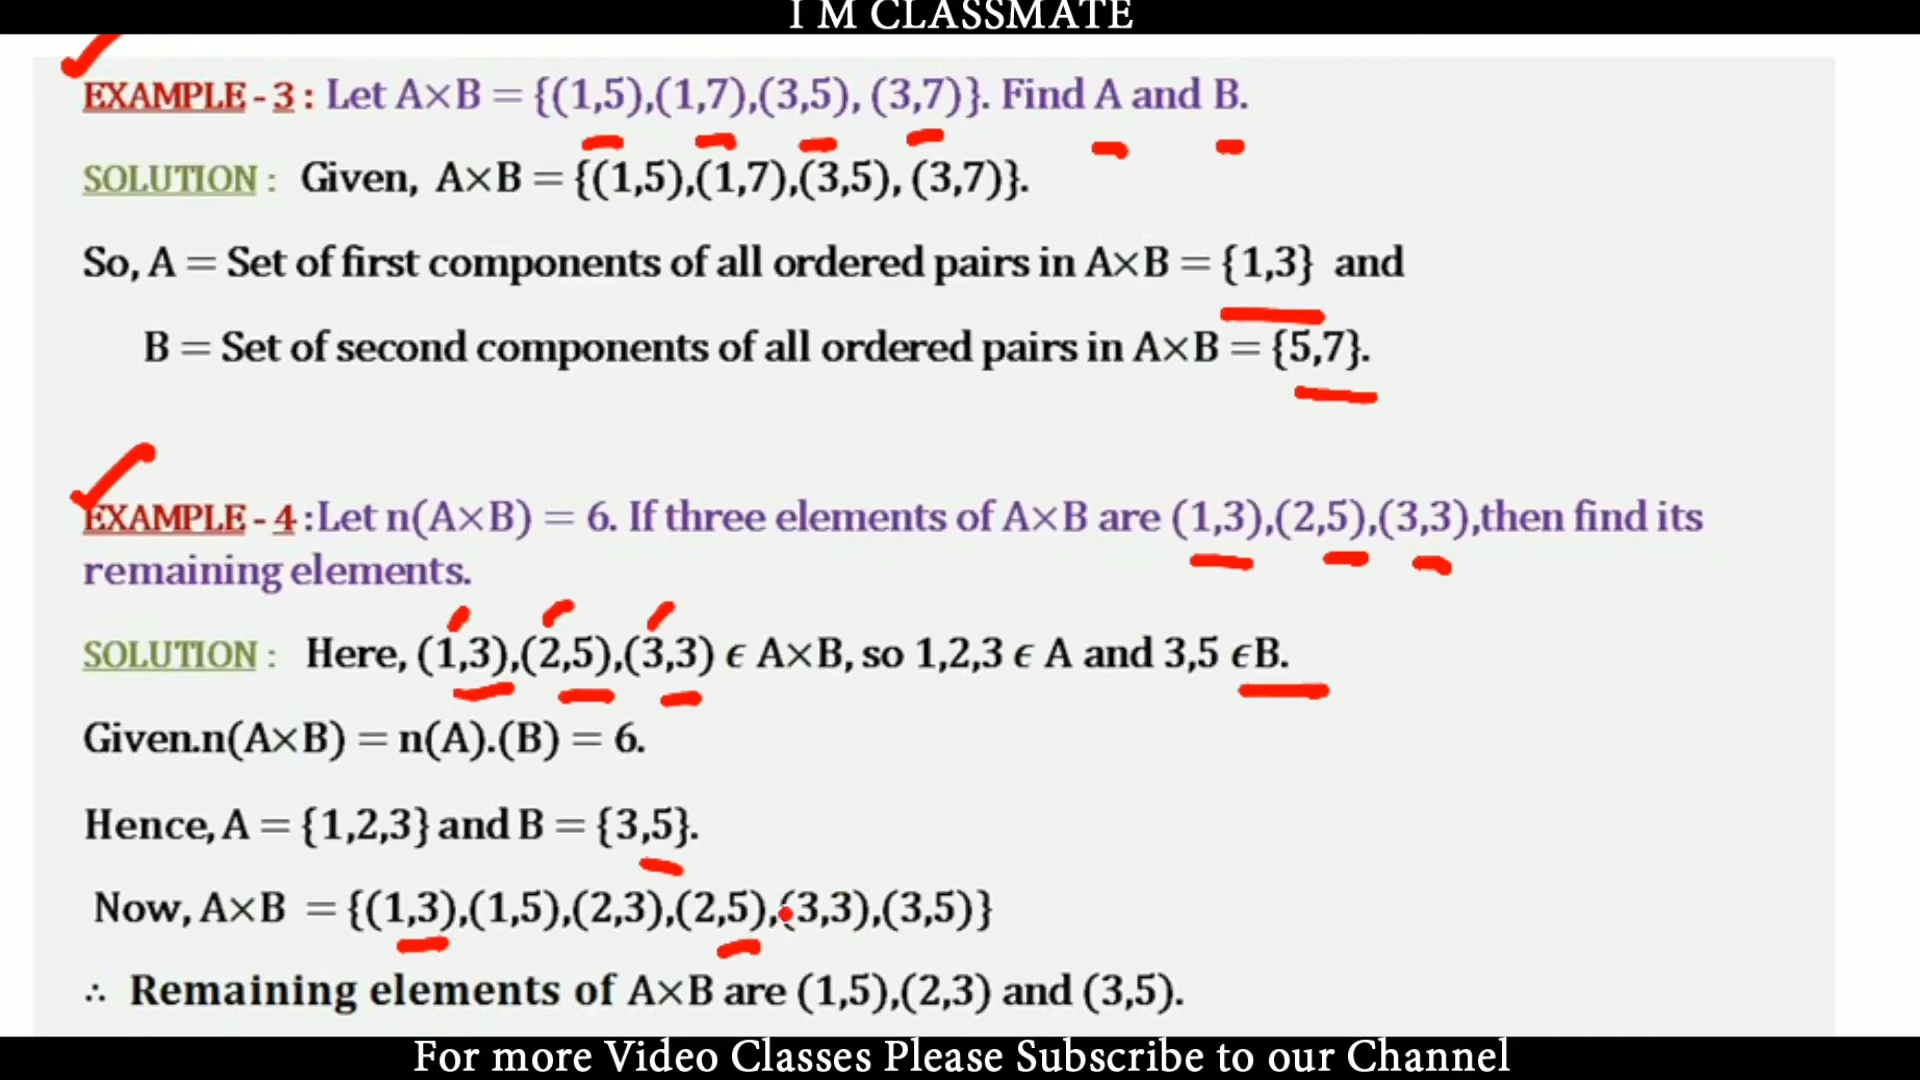 I M CLASSMATE
EXAMPLE - 3 : Let A×B = {(1,5),(1,7),(3,5), (3,7)}. Find A and B.
SOLUTION : Given, A×B = {(1,5),(1,7),(3,5), (3,7)}.
So, A = Set of first components of all ordered pairs in A×B = {1,3} and
B = Set of second components of all ordered pairs in A×B = {5,7}.
EXAMPLE - 4 :Let n(A×B) = 6. If three elements of A×B are (1,3),(2,5),(3,3),then find its
remaining elements.
SOLUTION : Here, (1,3),(2,5),(3,3) ϵ A×B, so 1,2,3 ϵ A and 3,5 ϵB.
Given.n(A×B) = n(A).(B) = 6.
Hence, A = {1,2,3} and B = {3,5}.
Now, A×B = {(1,3),(1,5),(2,3),(2,5),(3,3),(3,5)}
∴ Remaining elements of A×B are (1,5),(2,3) and (3,5).
For more Video Classes Please Subscribe to our Channel